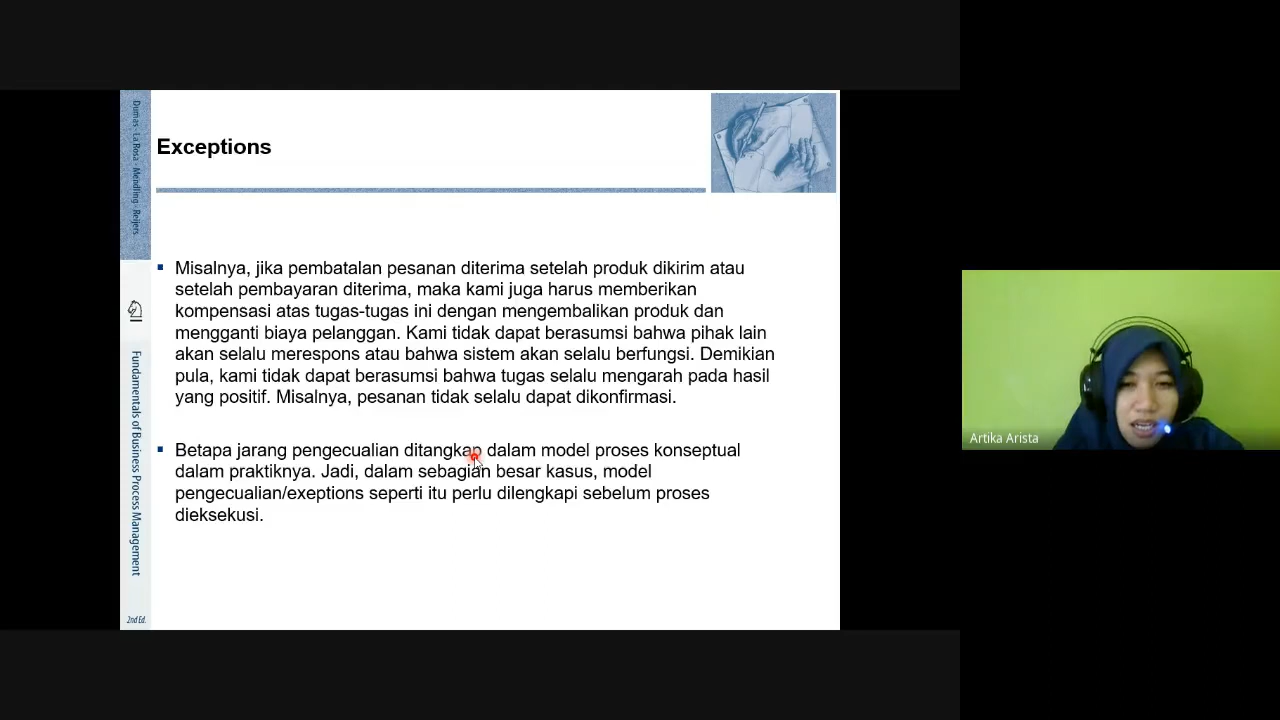 Dumas · La Rosa · Mendling · Reijers
Fundamentals of Business Process Management
2nd Ed.
Exceptions
Misalnya, jika pembatalan pesanan diterima setelah produk dikirim atau
setelah pembayaran diterima, maka kami juga harus memberikan
kompensasi atas tugas-tugas ini dengan mengembalikan produk dan
mengganti biaya pelanggan. Kami tidak dapat berasumsi bahwa pihak lain
akan selalu merespons atau bahwa sistem akan selalu berfungsi. Demikian
pula, kami tidak dapat berasumsi bahwa tugas selalu mengarah pada hasil
yang positif. Misalnya, pesanan tidak selalu dapat dikonfirmasi.
Betapa jarang pengecualian ditangkap dalam model proses konseptual
dalam praktiknya. Jadi, dalam sebagian besar kasus, model
pengecualian/exeptions seperti itu perlu dilengkapi sebelum proses
dieksekusi.
Artika Arista